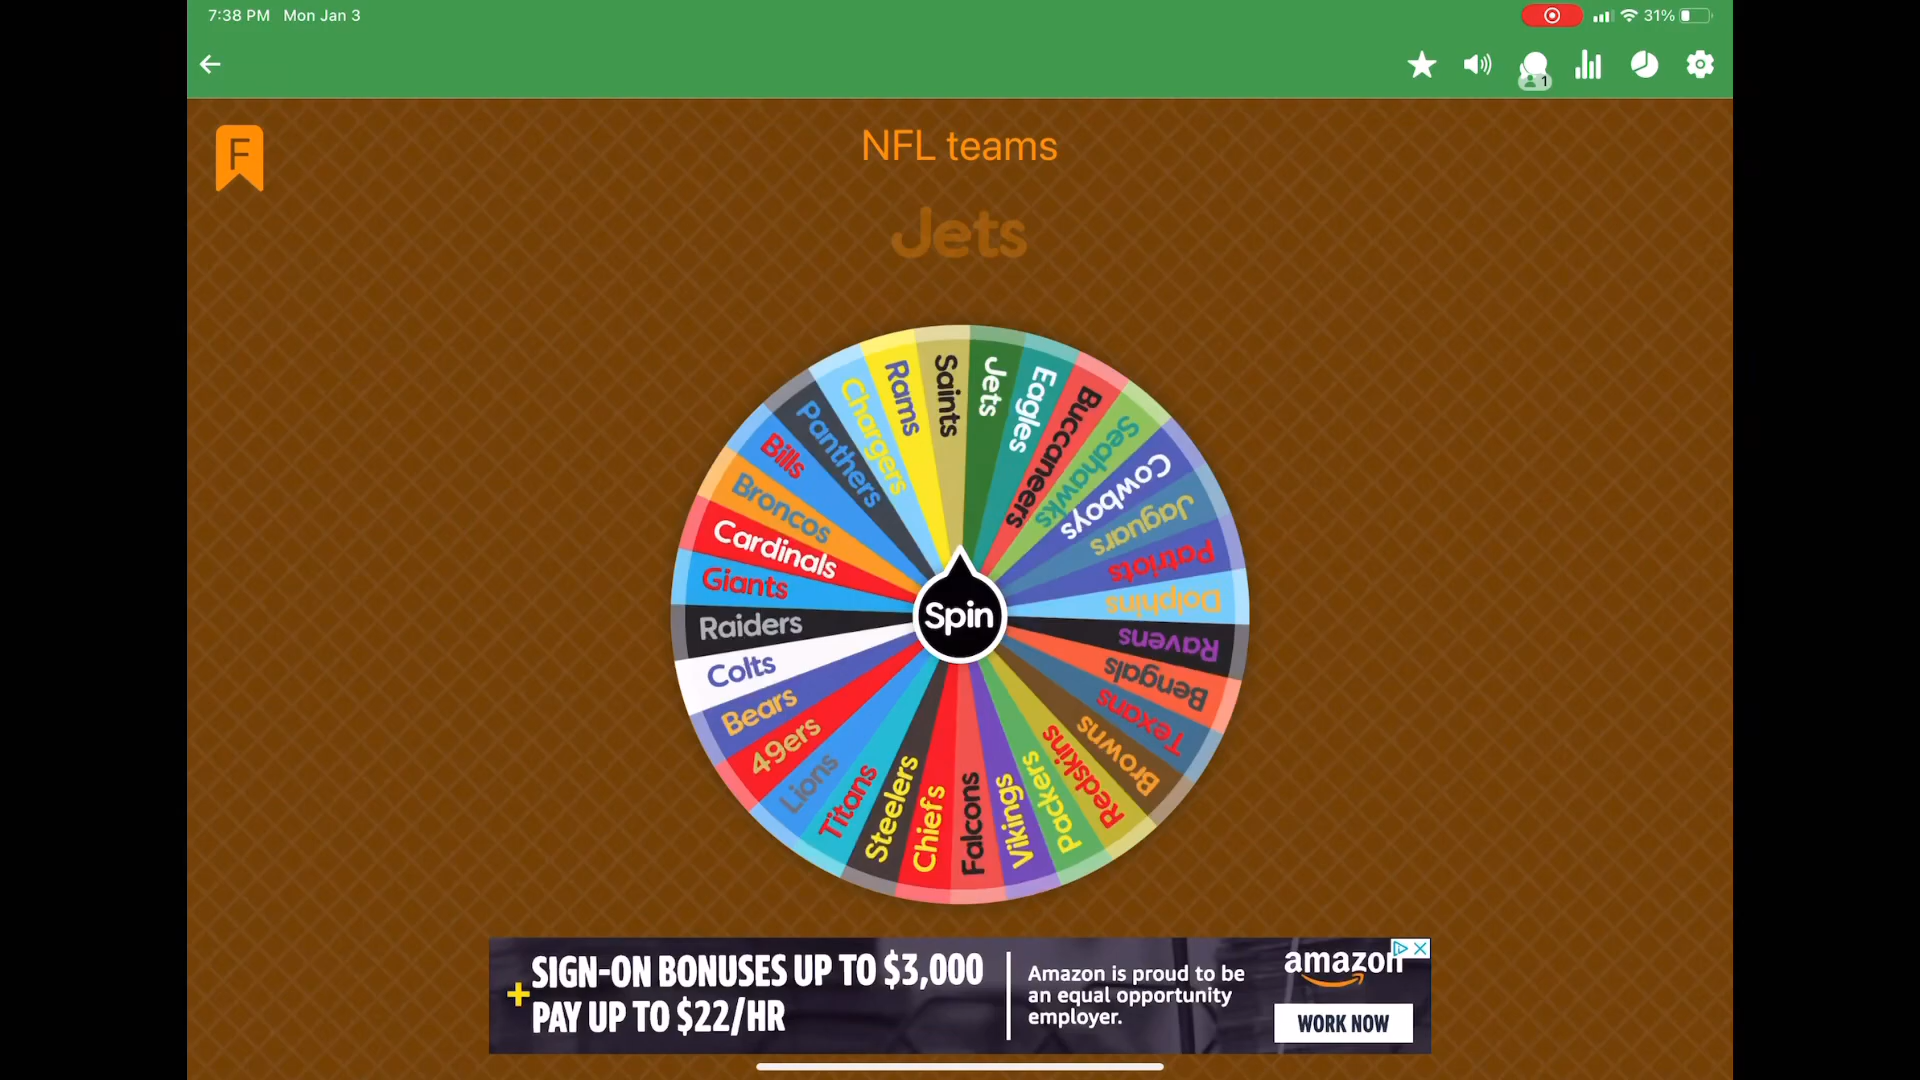 7:38 PM Mon Jan 3
31%
1
F
NFL teams
Jets
Jets
Eagles
Buccaneers
Seahawks
Cowboys
Jaguars
Patriots
Dolphins
Ravens
Bengals
Texans
Browns
Redskins
Packers
Vikings
Falcons
Chiefs
Steelers
Titans
Lions
49ers
Bears
Colts
Raiders
Giants
Cardinals
Broncos
Bills
Panthers
Chargers
Rams
Saints
Spin
+ SIGN-ON BONUSES UP TO $3,000
PAY UP TO $22/HR
Amazon is proud to be
an equal opportunity
employer.
amazon
WORK NOW